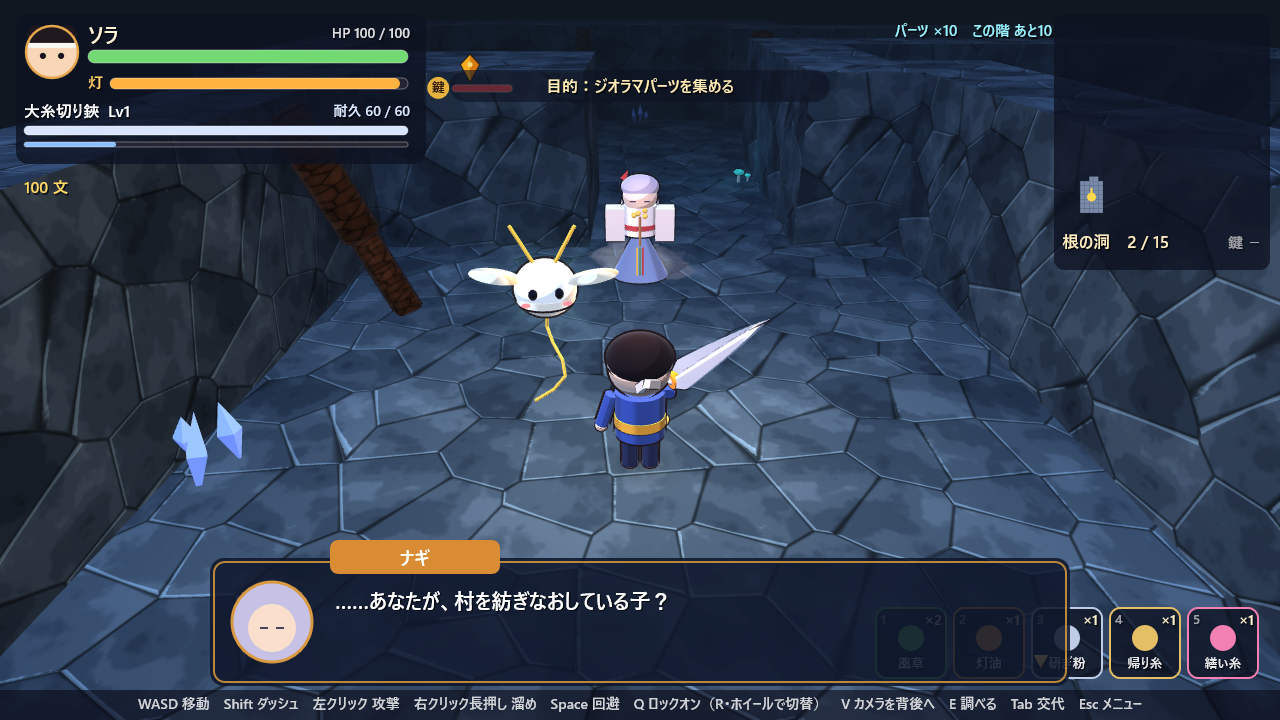 ソラ HP 100 / 100
灯
大糸切り鋏 Lv1 耐久 60 / 60
100 文
鍵
目的：ジオラマパーツを集める
パーツ ×10 この階 あと10
根の洞 2 / 15 鍵 −
ナギ
……あなたが、村を紡ぎなおしている子？
1 ×2 薬草
2 ×1 灯油
3 ×1 研ぎ粉
4 ×1 帰り糸
5 ×1 繕い糸
WASD 移動 Shift ダッシュ 左クリック 攻撃 右クリック長押し 溜め Space 回避 Q ロックオン（R・ホイールで切替） V カメラを背後へ E 調べる Tab 交代 Esc メニュー